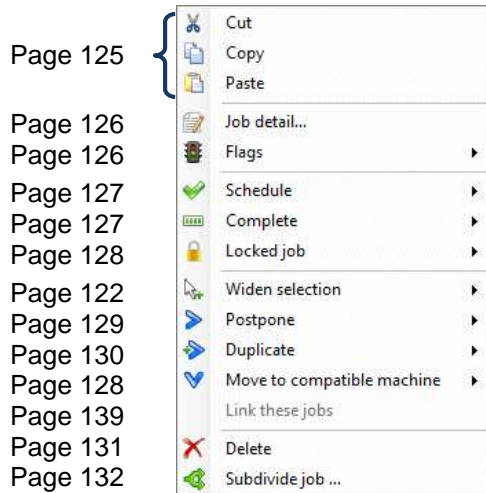 Cut
Page 125 Copy
Paste
Page 126 Job detail...
Page 126 Flags
Page 127 Schedule
Page 127 Complete
Page 128 Locked job
Page 122 Widen selection
Page 129 Postpone
Page 130 Duplicate
Page 128 Move to compatible machine
Page 139 Link these jobs
Page 131 Delete
Page 132 Subdivide job ...